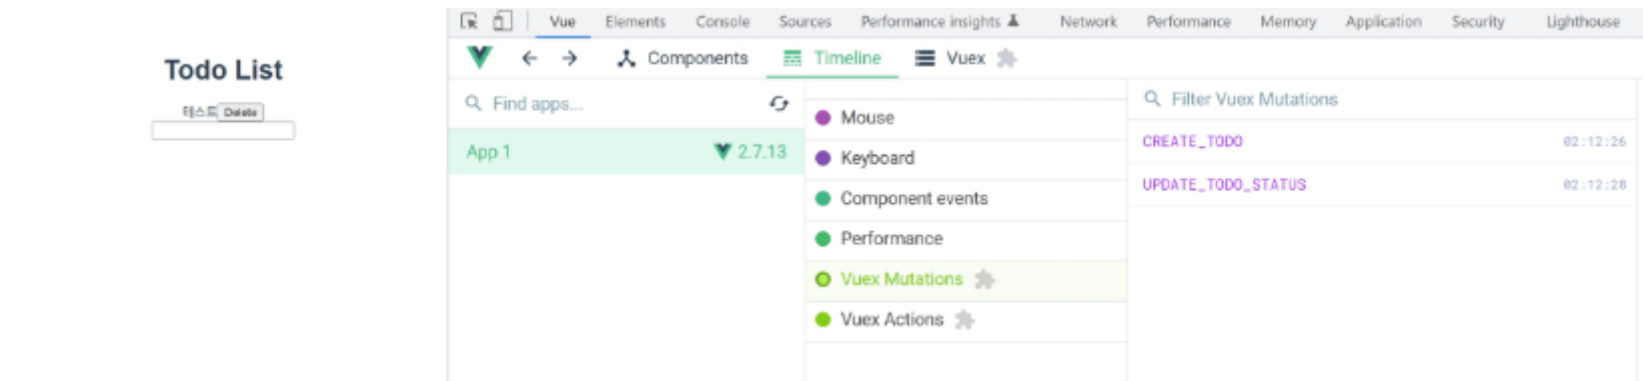 Todo List
테스트 Delete
Vue Elements Console Sources Performance insights Network Performance Memory Application Security Lighthouse
Components Timeline Vuex
Find apps...
App 1 2.7.13
Mouse
Keyboard
Component events
Performance
Vuex Mutations
Vuex Actions
Filter Vuex Mutations
CREATE_TODO 02:12:26
UPDATE_TODO_STATUS 02:12:28